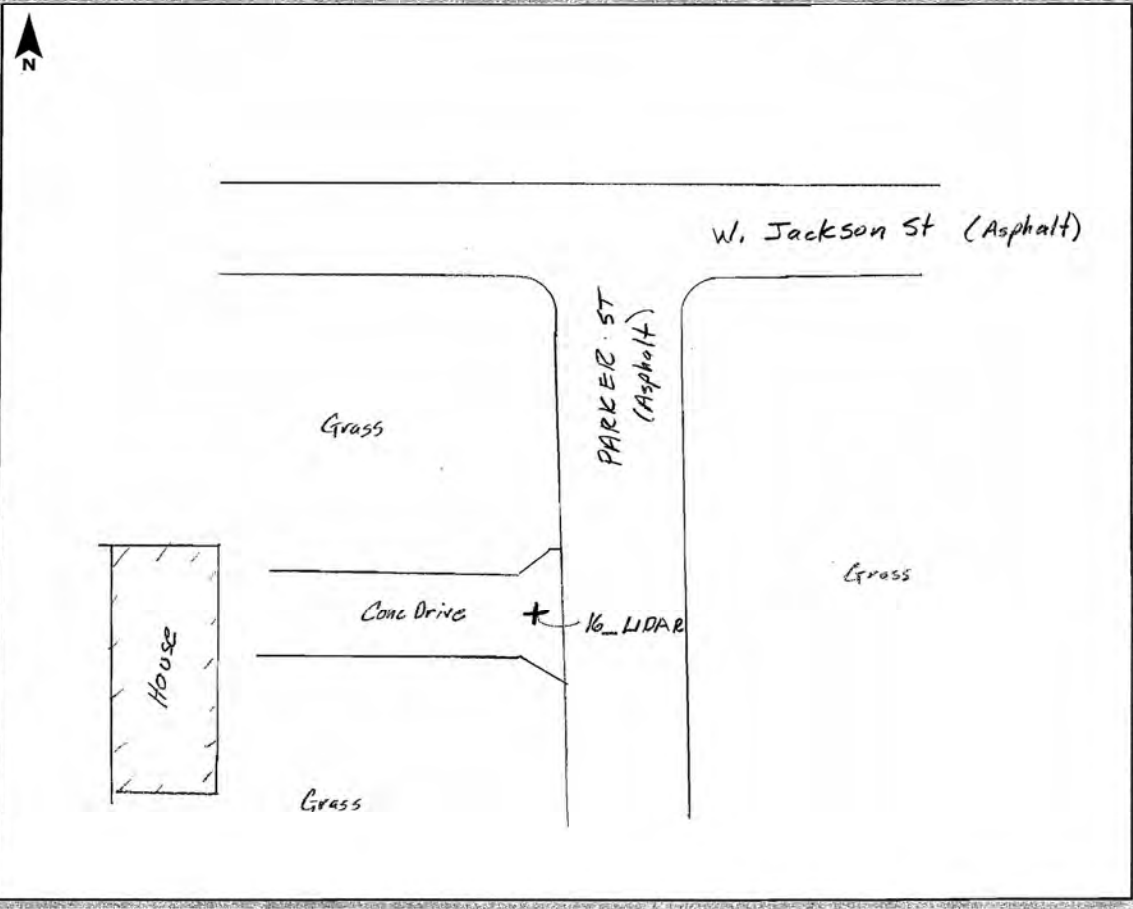 N
W. Jackson St (Asphalt)
PARKER ST
(Asphalt)
Grass
Grass
Conc Drive
16_LIDAR
House
Grass